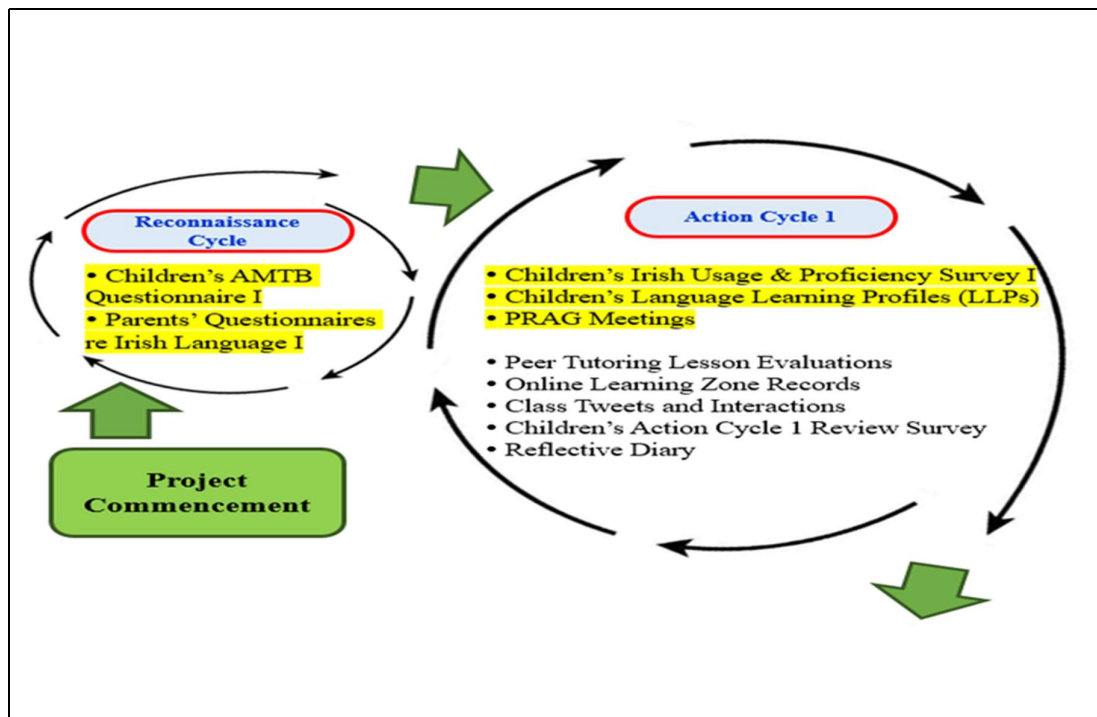 Reconnaissance
Cycle
• Children's AMTB
Questionnaire I
• Parents' Questionnaires
re Irish Language I
Project
Commencement
Action Cycle 1
• Children's Irish Usage & Proficiency Survey I
• Children's Language Learning Profiles (LLPs)
• PRAG Meetings
• Peer Tutoring Lesson Evaluations
• Online Learning Zone Records
• Class Tweets and Interactions
• Children's Action Cycle 1 Review Survey
• Reflective Diary